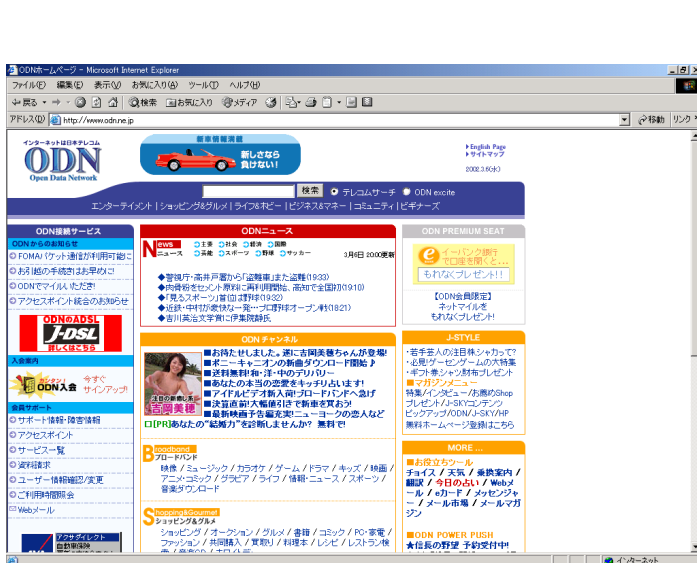 ODNホームページ - Microsoft Internet Explorer
ファイル(F) 編集(E) 表示(V) お気に入り(A) ツール(T) ヘルプ(H)
戻る 検索 お気に入り メディア
アドレス(D) http://www.odn.ne.jp 移動 リンク
インターネットは日本テレコム
ODN
Open Data Network
新車情報満載
新しさなら
負けない!
English Page
サイトマップ
2002.3.6(水)
検索 テレコムサーチ ODN excite
エンターテイメント | ショッピング&グルメ | ライフ&ホビー | ビジネス&マネー | コミュニティ | ビギナーズ
ODN接続サービス
ODNからのお知らせ
FOMAパケット通信が利用可能に
お引越の手続きはお早めに!
ODNでマイルいただき!
アクセスポイント統合のお知らせ
ODNのADSL
J-DSL
詳しくはこちら
入会案内
カンタン!
ODN入会
今すぐ
サインアップ!
会員サポート
サポート情報・障害情報
アクセスポイント
サービス一覧
資料請求
ユーザー情報確認/変更
ご利用時間照会
Webメール
アクサダイレクト
自動車保険
ODNニュース
News
ニュース
主要 社会 経済 国際
芸能 スポーツ 野球 サッカー
3月6日 20:00更新
◆警視庁・高井戸署から「盗難車」また盗難(19:33)
◆肉骨粉をセメント原料に再利用開始、高知で全国初(19:10)
◆「見るスポーツ」首位は野球(19:32)
◆近鉄・中村が豪快な一発…プロ野球オープン戦(18:21)
◆吉川英治文学賞に伊集院静氏
ODN チャンネル
■お待たせしました。遂に吉岡美穂ちゃんが登場!
■ポニーキャニオンの新曲ダウンロード開始!
■送料無料!和・洋・中のデリバリー
■あなたの本当の恋愛をキッチリ占います!
■アイドルビデオ新入荷!ブロードバンドへ急げ
■決算直前!大幅値引きで新車を買おう!
■最新映画予告編充実!ニューヨークの恋人など
注目の新癒し系
吉岡美穂
□[PR]あなたの“結婚力”を診断しませんか? 無料で!
Broadband
ブロードバンド
映像 / ミュージック / カラオケ / ゲーム / ドラマ / キッズ / 映画 /
アニメ・コミック / グラビア / ライフ / 情報・ニュース / スポーツ /
音楽ダウンロード
Shopping&Gourmet
ショッピング&グルメ
ショッピング / オークション / グルメ / 書籍 / コミック / PC・家電 /
ファッション / 共同購入 / 買取り / 料理本 / レシピ / レストラン検
ODN PREMIUM SEAT
イーバンク銀行
で口座を開くと…
もれなくプレゼント!!
【ODN会員限定】
ネットマイルを
もれなくプレゼント!
J-STYLE
・若手芸人の注目株シャカって?
・必見!ゲーセンゲームの大特集
・ギフト券シャツ財布プレゼント
■マガジンメニュー
特集/インタビュー/お薦めShop
プレゼント/J-SKYコンテンツ
ピックアップ/ODN/J-SKY/HP
無料ホームページ登録はこちら
MORE ...
■お役立ちツール
チョイス / 天気 / 乗換案内 /
翻訳 / 今日の占い / Webメ
ール / eカード / メッセンジャ
ー / メール市場 / メールマガ
ジン
■ODN POWER PUSH
★信長の野望 予約受付中!
インターネット